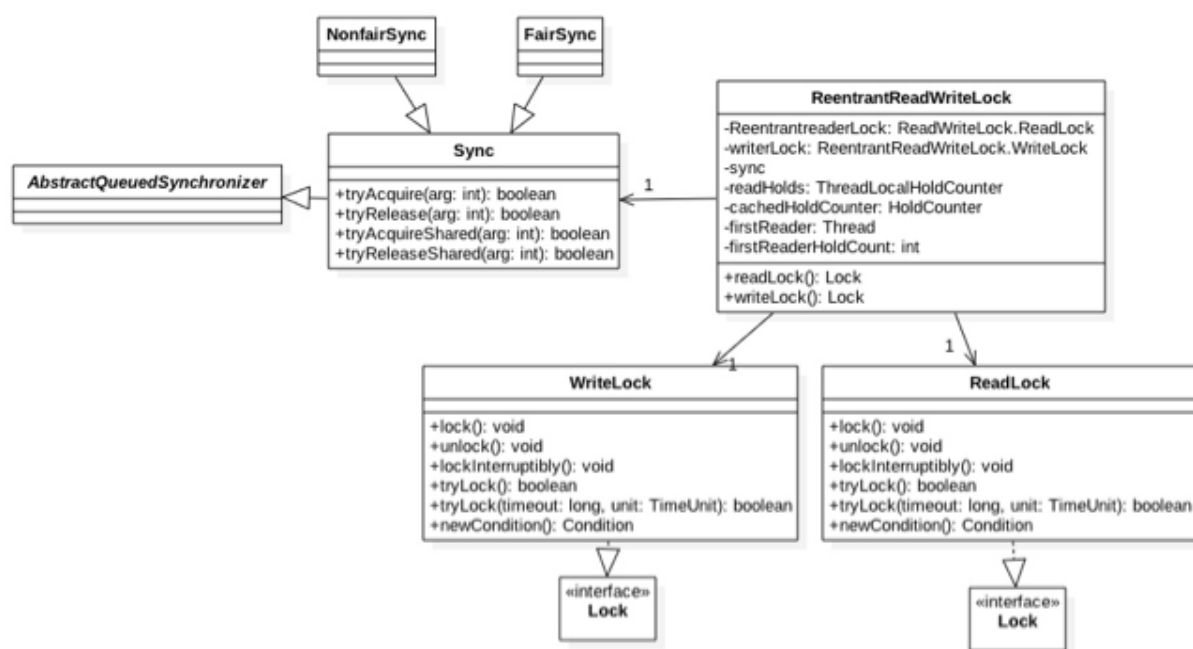 NonfairSync
FairSync
ReentrantReadWriteLock
-ReentrantreaderLock: ReadWriteLock.ReadLock
-writerLock: ReentrantReadWriteLock.WriteLock
-sync
-readHolds: ThreadLocalHoldCounter
-cachedHoldCounter: HoldCounter
-firstReader: Thread
-firstReaderHoldCount: int
+readLock(): Lock
+writeLock(): Lock
Sync
+tryAcquire(arg: int): boolean
+tryRelease(arg: int): boolean
+tryAcquireShared(arg: int): boolean
+tryReleaseShared(arg: int): boolean
AbstractQueuedSynchronizer
1
1
1
WriteLock
+lock(): void
+unlock(): void
+lockInterruptibly(): void
+tryLock(): boolean
+tryLock(timeout: long, unit: TimeUnit): boolean
+newCondition(): Condition
ReadLock
+lock(): void
+unlock(): void
+lockInterruptibly(): void
+tryLock(): boolean
+tryLock(timeout: long, unit: TimeUnit): boolean
+newCondition(): Condition
«interface»
Lock
«interface»
Lock